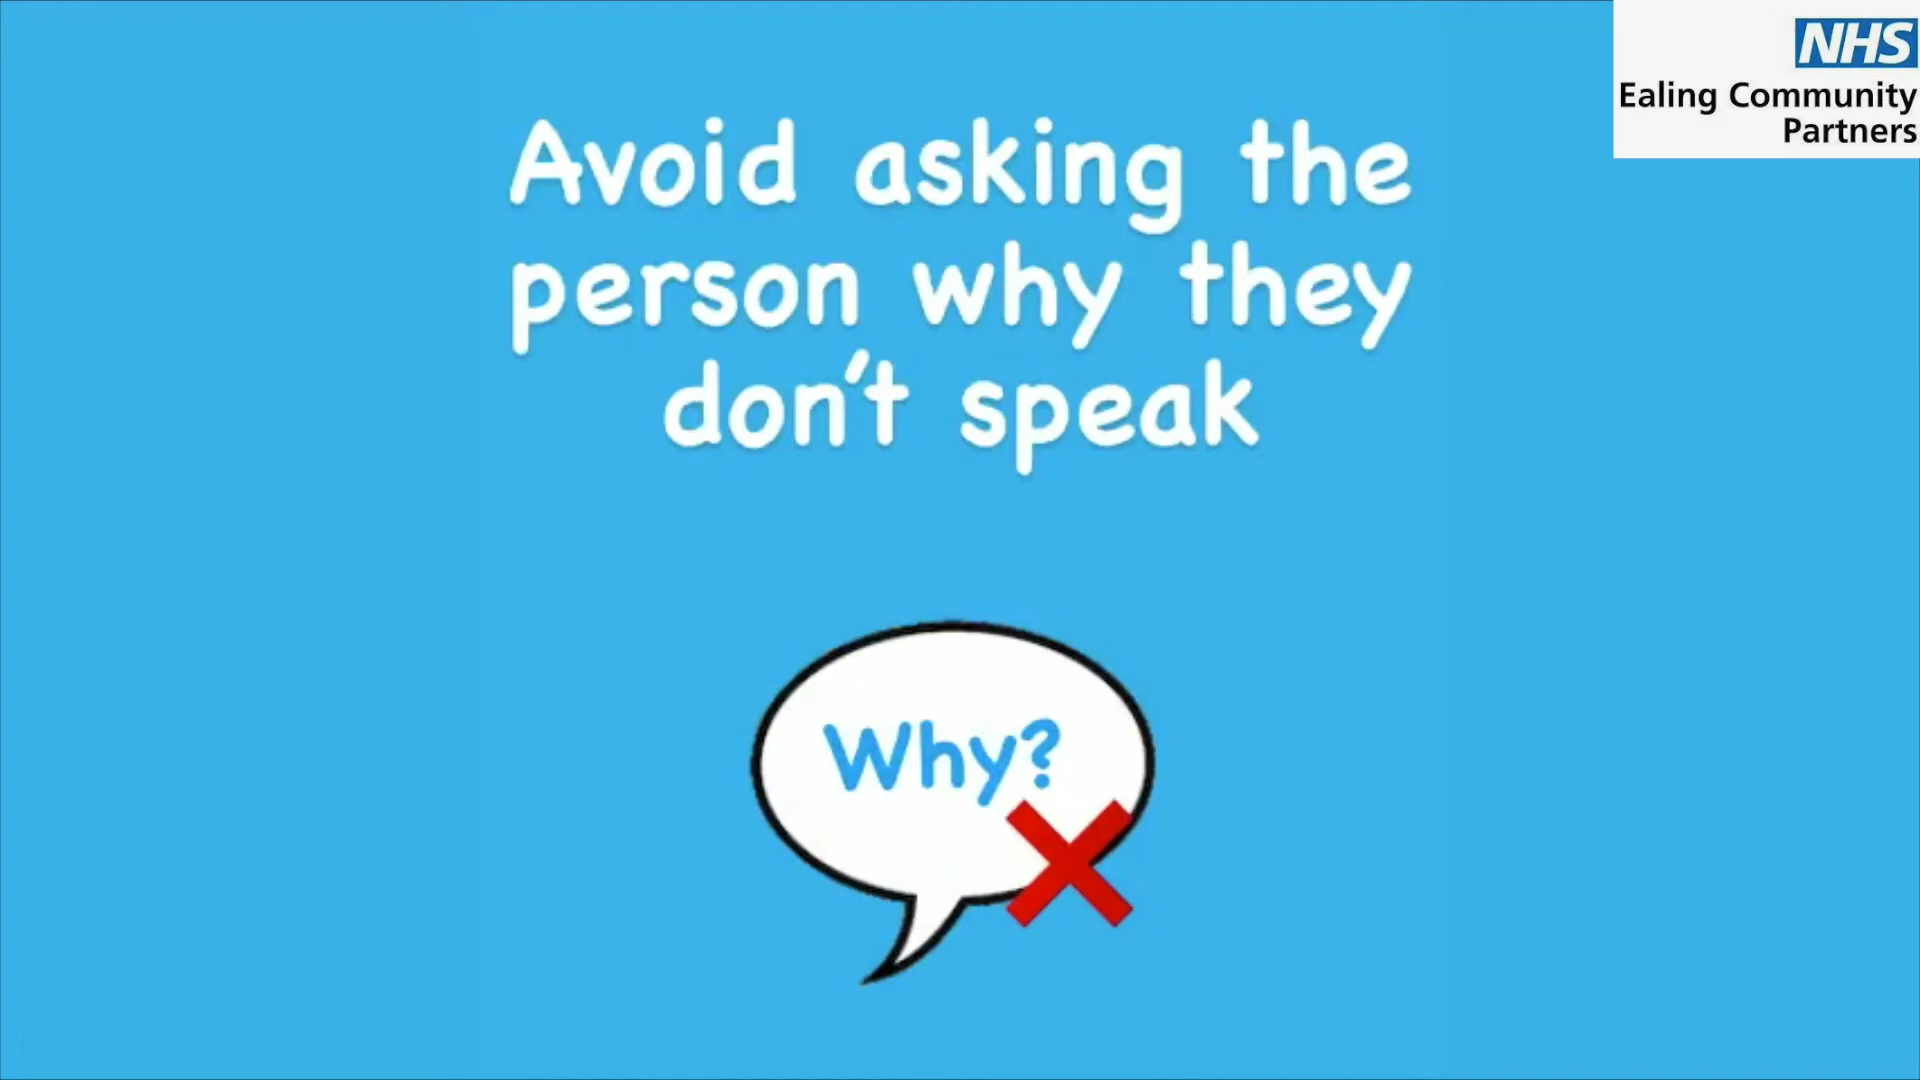 NHS
Ealing Community
Partners
Avoid asking the
person why they
don't speak
Why?